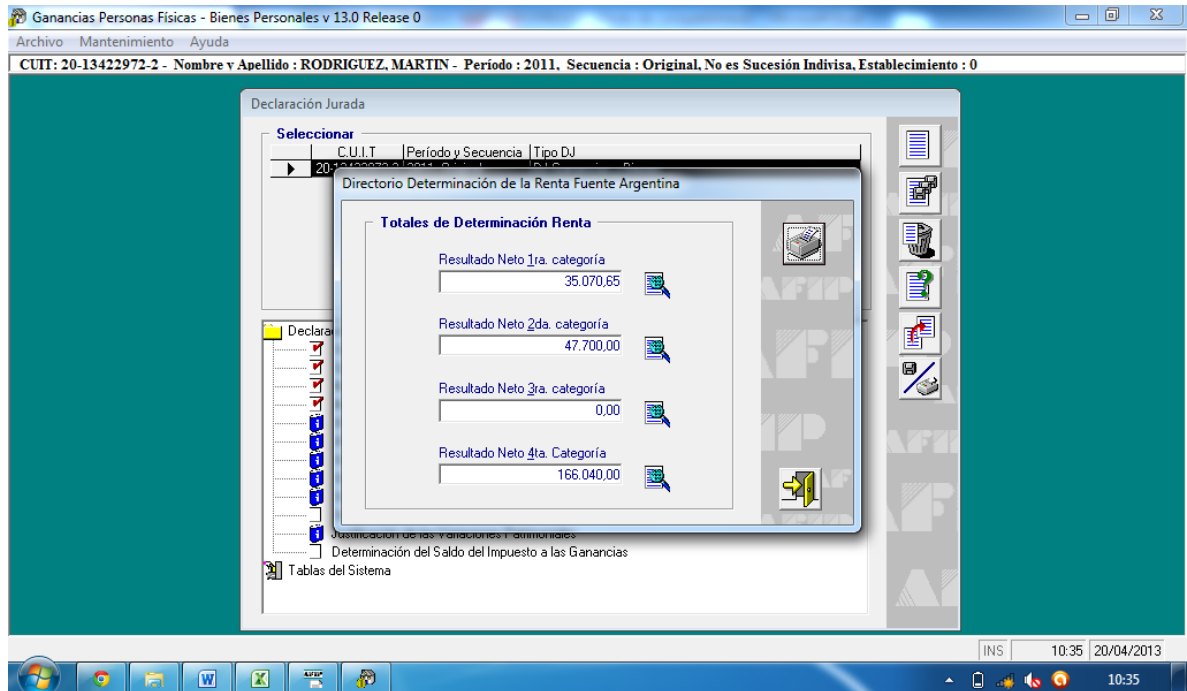 Ganancias Personas Físicas - Bienes Personales v 13.0 Release 0
Archivo Mantenimiento Ayuda
CUIT: 20-13422972-2 - Nombre y Apellido : RODRIGUEZ, MARTIN - Período : 2011, Secuencia : Original, No es Sucesión Indivisa, Establecimiento : 0
Declaración Jurada
Seleccionar
C.U.I.T Período y Secuencia Tipo DJ
Directorio Determinación de la Renta Fuente Argentina
Totales de Determinación Renta
Resultado Neto 1ra. categoría
35.070,65
Resultado Neto 2da. categoría
47.700,00
Resultado Neto 3ra. categoría
0,00
Resultado Neto 4ta. Categoría
166.040,00
AFIP
Declara
Justificación de las Variaciones Patrimoniales
Determinación del Saldo del Impuesto a las Ganancias
Tablas del Sistema
INS 10:35 20/04/2013
10:35